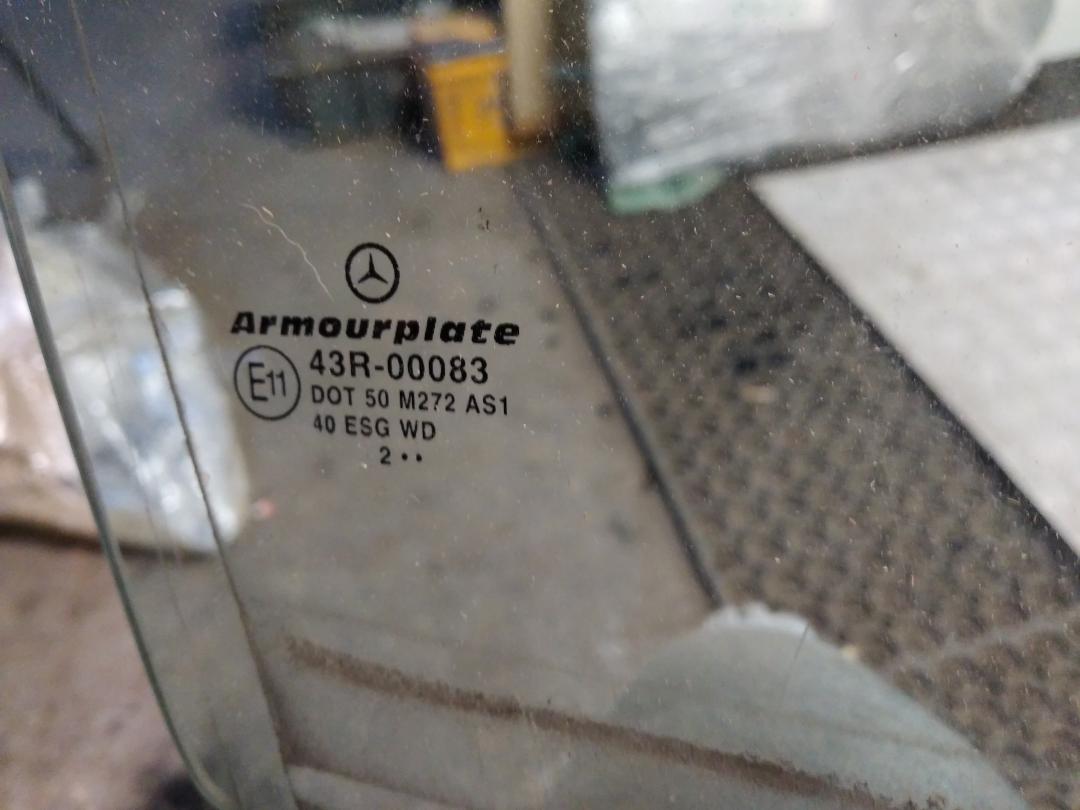 Armourplate
E11 43R-00083
DOT 50 M272 AS1
40 ESG WD
2 ••